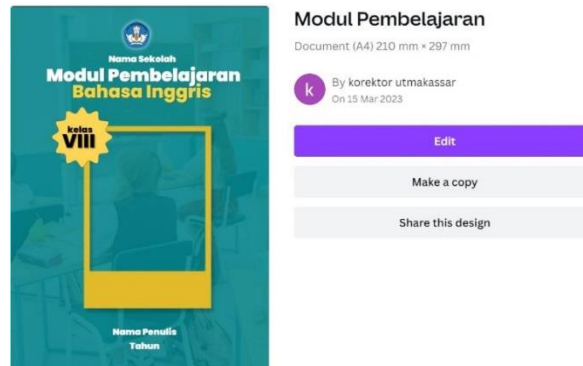 Nama Sekolah
Modul Pembelajaran
Bahasa Inggris
kelas
VIII
Nama Penulis
Tahun
Modul Pembelajaran
Document (A4) 210 mm × 297 mm
k
By korektor utmakassar
On 15 Mar 2023
Edit
Make a copy
Share this design